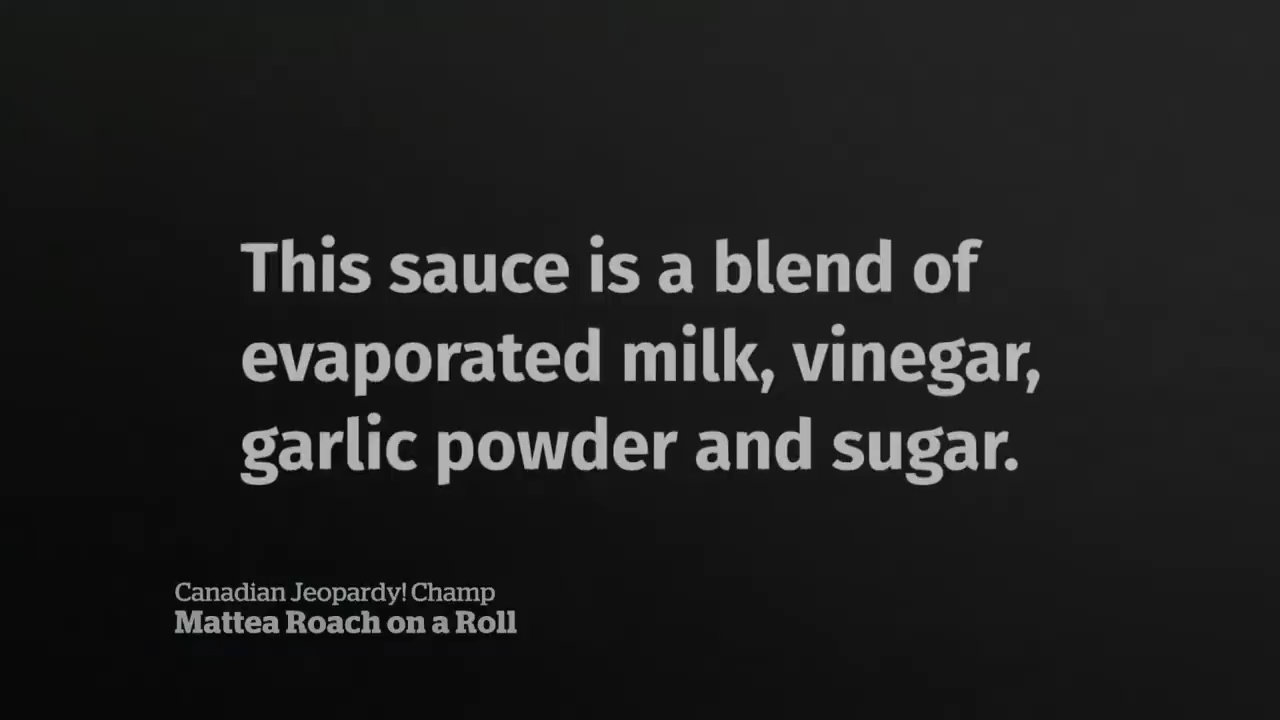 This sauce is a blend of
evaporated milk, vinegar,
garlic powder and sugar.
Canadian Jeopardy! Champ
Mattea Roach on a Roll